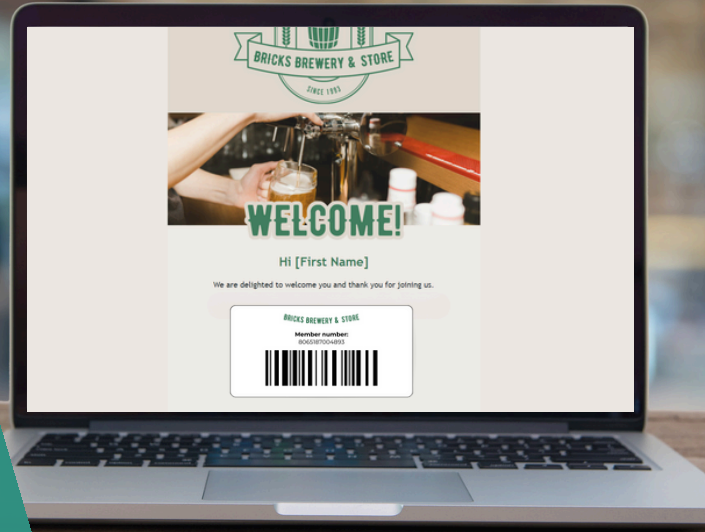 BRICKS BREWERY & STORE
SINCE 1993
WELCOME!
Hi [First Name]
We are delighted to welcome you and thank you for joining us.
BRICKS BREWERY & STORE
Member number:
8065187004893